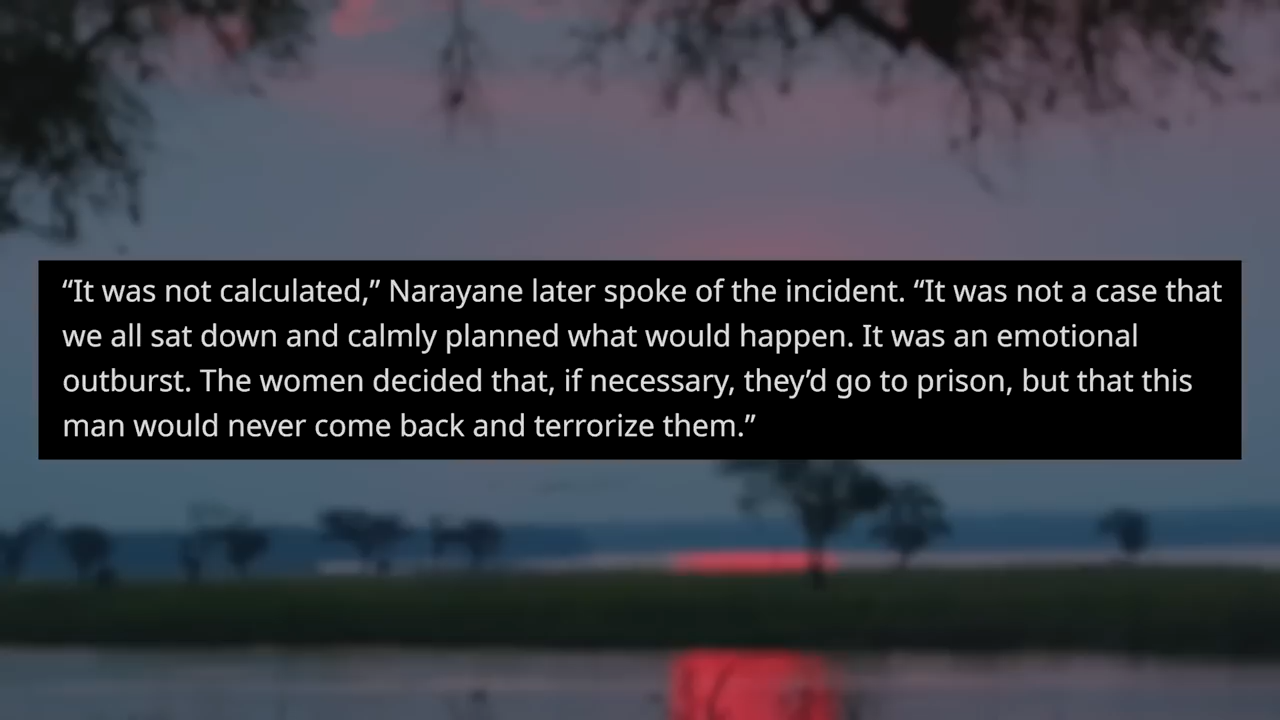 “It was not calculated,” Narayane later spoke of the incident. “It was not a case that
we all sat down and calmly planned what would happen. It was an emotional
outburst. The women decided that, if necessary, they’d go to prison, but that this
man would never come back and terrorize them.”